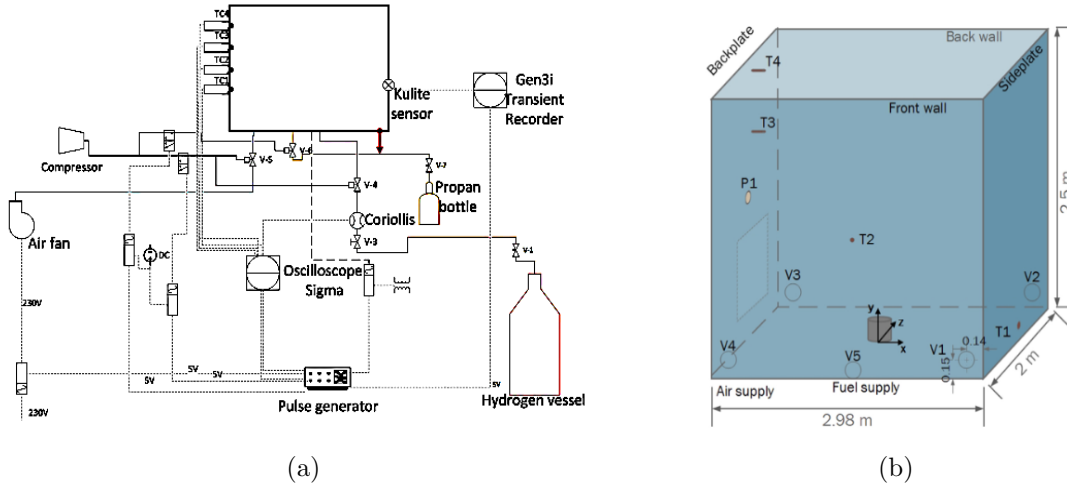 TC4
TC3
TC2
TC1
Kulite
sensor
Gen3i
Transient
Recorder
Compressor
V-5
V-6
V-7
V-4
Propan
bottle
Coriollis
Air fan
V-3
V-1
DC
Oscilloscope
Sigma
230V
5V
5V
5V
5V
Pulse generator
Hydrogen vessel
230V
(a)
Back wall
Backplate
T4
Sideplate
Front wall
T3
2.5 m
P1
T2
V3
V2
y
z
x
T1
V4
V5
V1
0.14
0.15
2 m
Air supply
Fuel supply
2.98 m
(b)